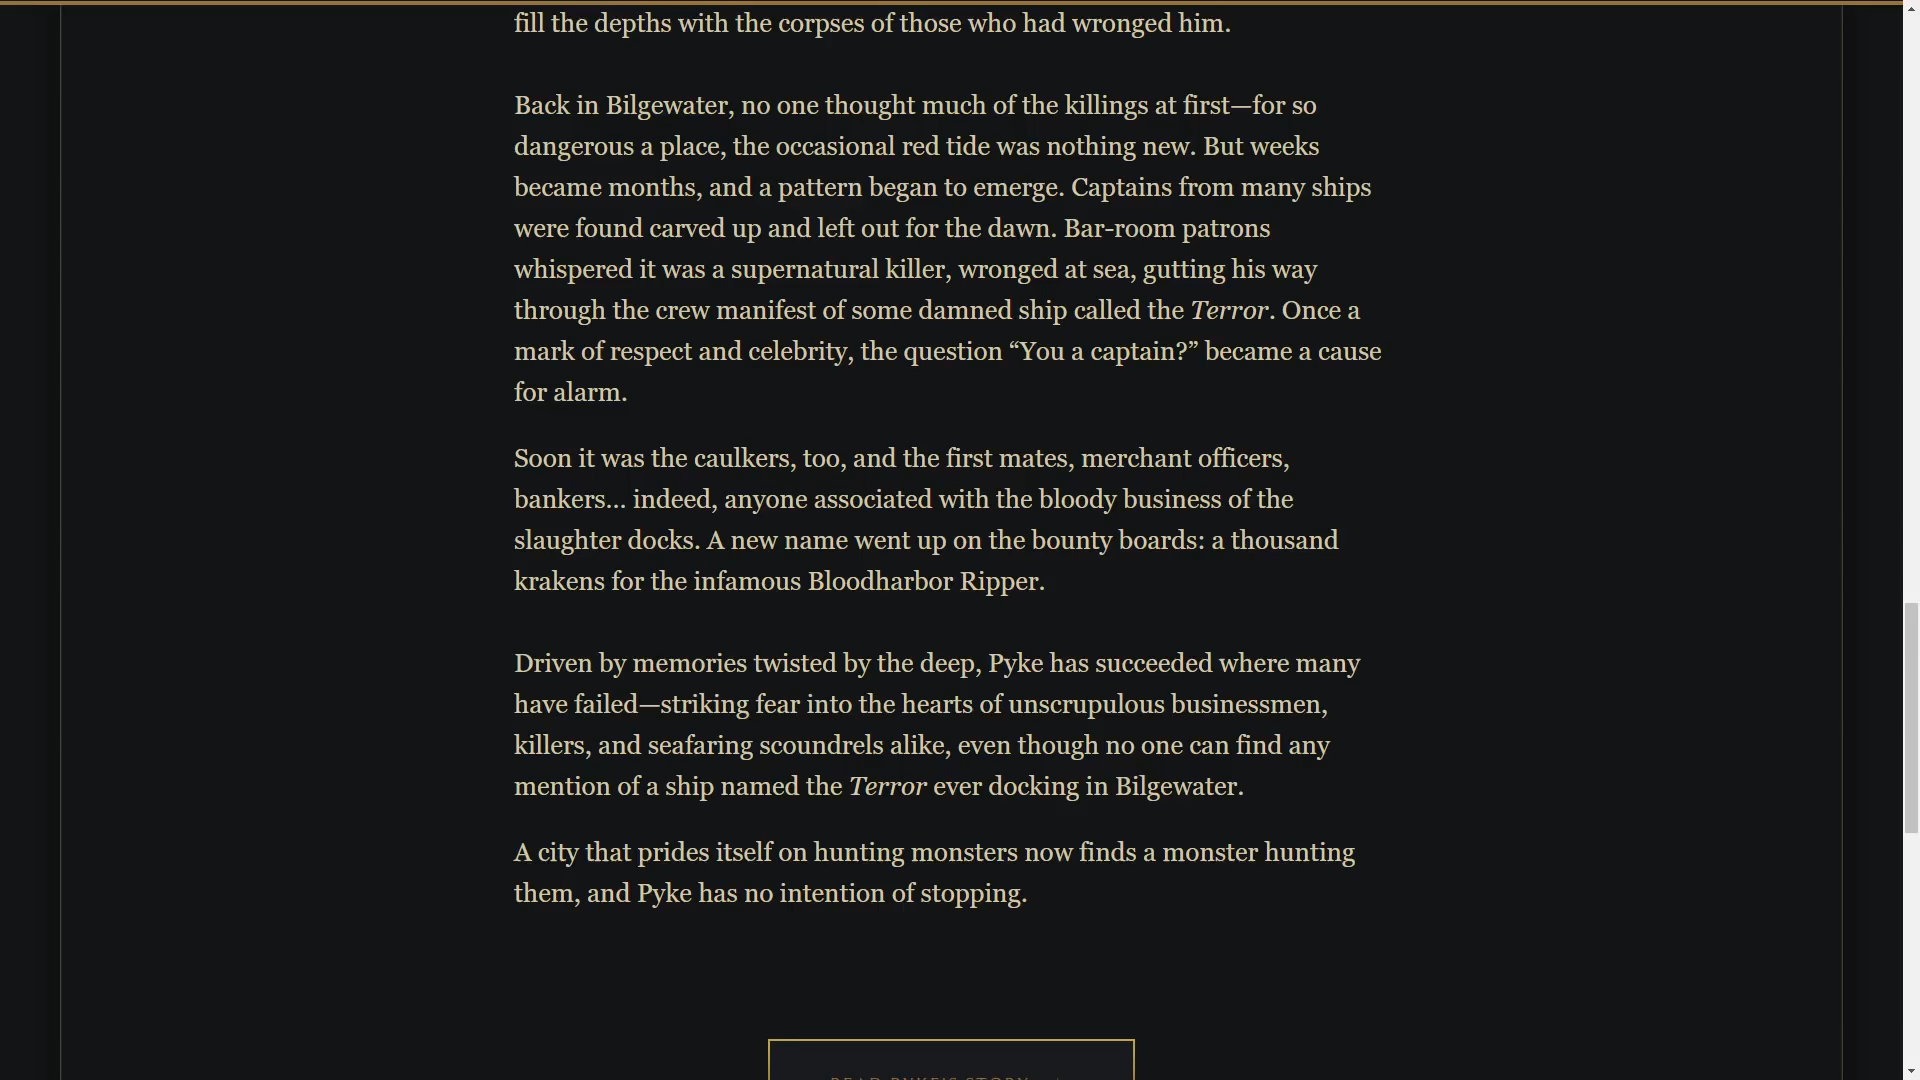 fill the depths with the corpses of those who had wronged him.
Back in Bilgewater, no one thought much of the killings at first—for so
dangerous a place, the occasional red tide was nothing new. But weeks
became months, and a pattern began to emerge. Captains from many ships
were found carved up and left out for the dawn. Bar-room patrons
whispered it was a supernatural killer, wronged at sea, gutting his way
through the crew manifest of some damned ship called the Terror. Once a
mark of respect and celebrity, the question “You a captain?” became a cause
for alarm.
Soon it was the caulkers, too, and the first mates, merchant officers,
bankers... indeed, anyone associated with the bloody business of the
slaughter docks. A new name went up on the bounty boards: a thousand
krakens for the infamous Bloodharbor Ripper.
Driven by memories twisted by the deep, Pyke has succeeded where many
have failed—striking fear into the hearts of unscrupulous businessmen,
killers, and seafaring scoundrels alike, even though no one can find any
mention of a ship named the Terror ever docking in Bilgewater.
A city that prides itself on hunting monsters now finds a monster hunting
them, and Pyke has no intention of stopping.